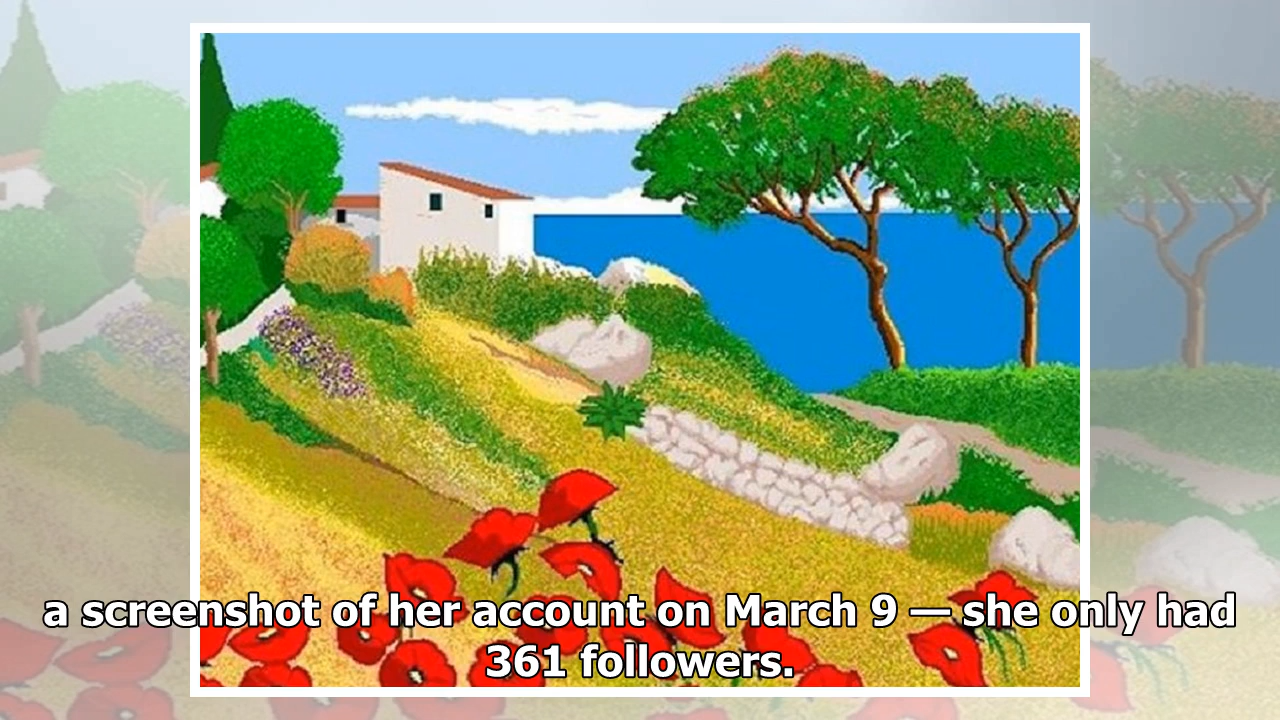 a screenshot of her account on March 9 — she only had
361 followers.